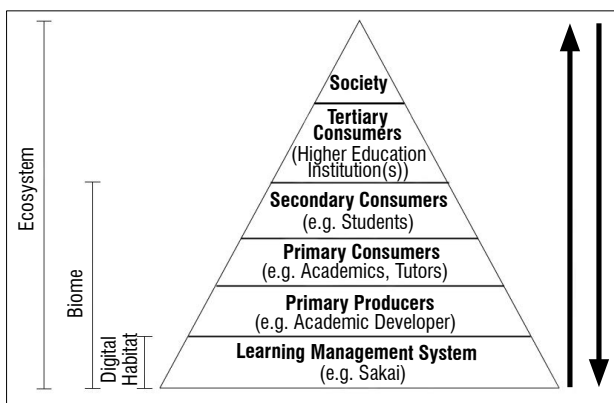 Society
Tertiary
Consumers
(Higher Education
Institution(s))
Secondary Consumers
(e.g. Students)
Primary Consumers
(e.g. Academics, Tutors)
Primary Producers
(e.g. Academic Developer)
Learning Management System
(e.g. Sakai)
Ecosystem
Biome
Digital
Habitat